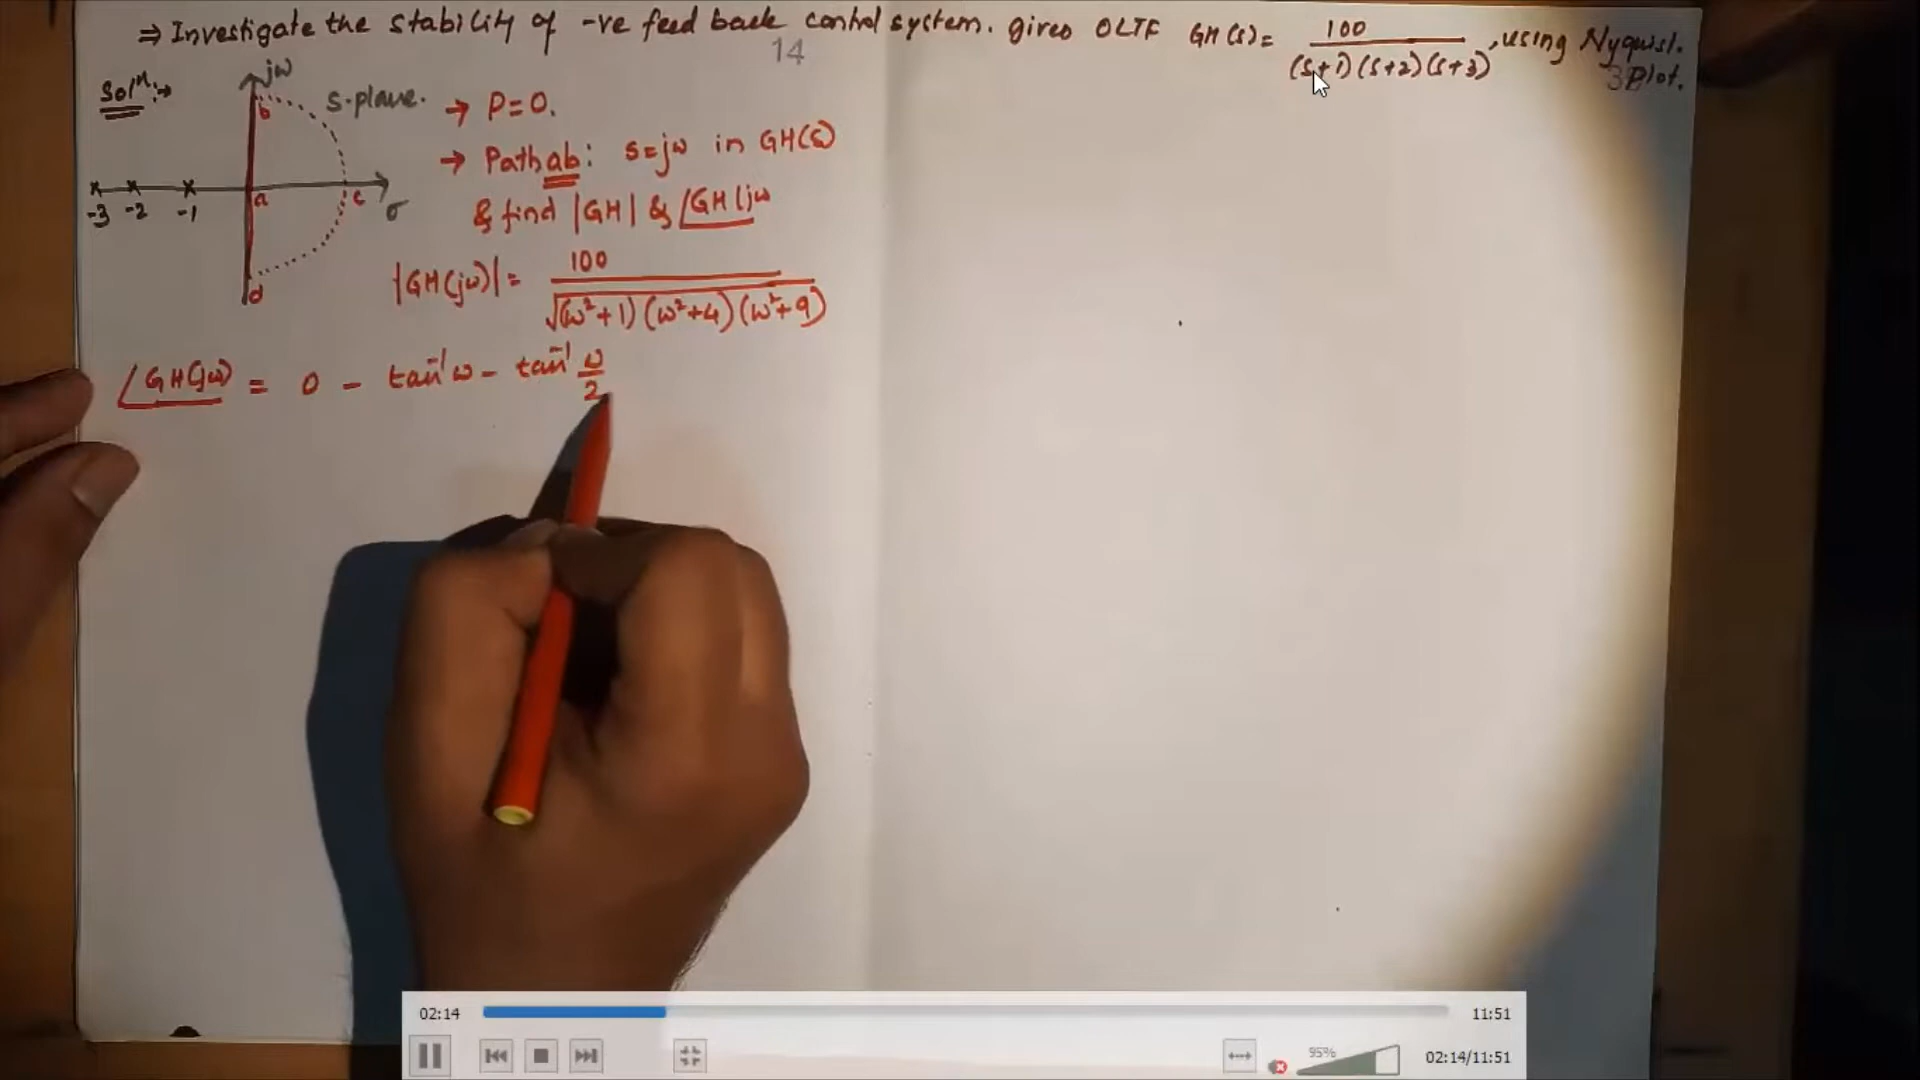 ⇒ Investigate the stability of -ve feed back control system. given OLTF GH(s)= 100 / (s+1)(s+2)(s+3), using Nyquist Plot.
14
Solⁿ:→
jω
b
s-plane.
a
c
σ
-3 -2 -1
d
→ P=0.
→ Path ab: s=jω in GH(s)
& find |GH| & ∠GH(jω
|GH(jω)| = 100 / √(ω²+1)(ω²+4)(ω²+9)
∠GH(jω) = 0 - tan⁻¹ω - tan⁻¹ ω/2
02:14
11:51
95%
02:14/11:51